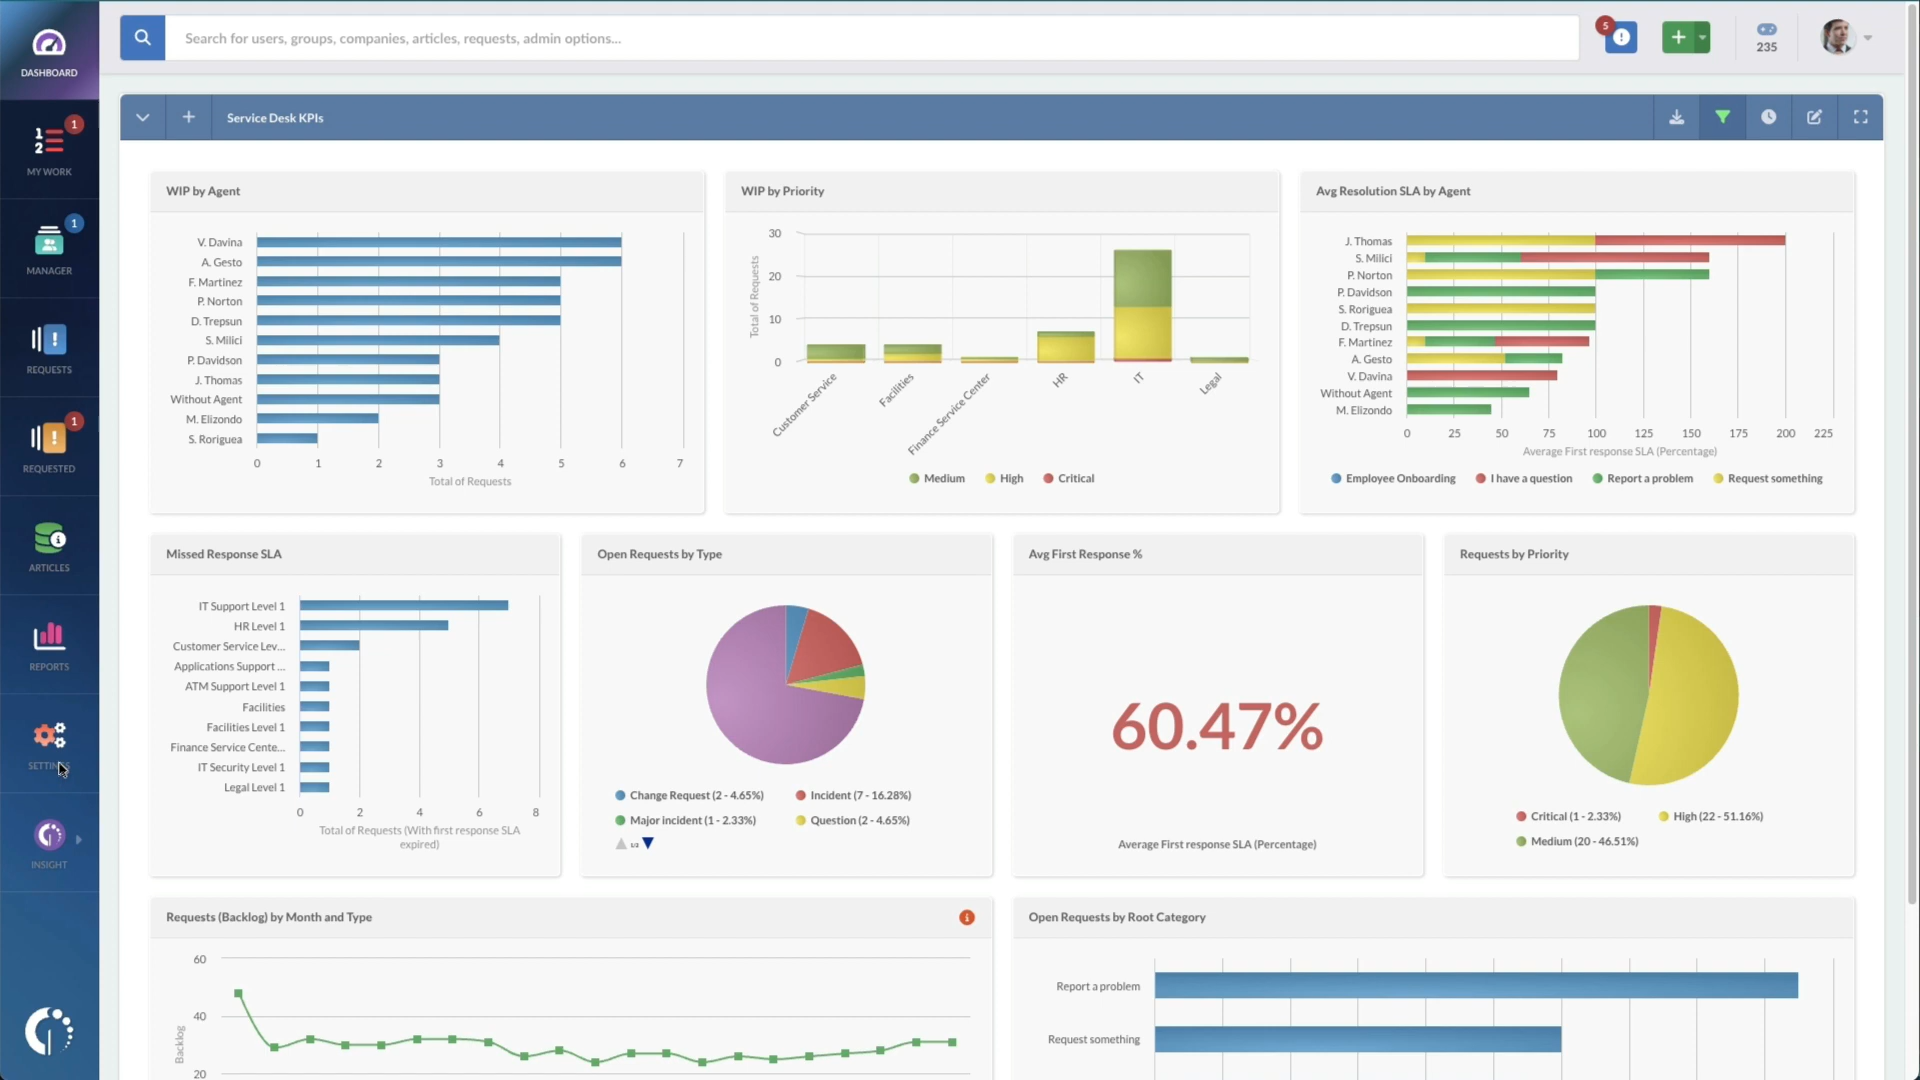 DASHBOARD
Search for users, groups, companies, articles, requests, admin options...
5
235
1
MY WORK
1
MANAGER
REQUESTS
1
REQUESTED
ARTICLES
REPORTS
SETTINGS
INSIGHT
Service Desk KPIs
WIP by Agent
V. Davina
A. Gesto
F. Martinez
P. Norton
D. Trepsun
S. Milici
P. Davidson
J. Thomas
Without Agent
M. Elizondo
S. Roriguea
0 1 2 3 4 5 6 7
Total of Requests
WIP by Priority
30
20
10
0
Total of Requests
Customer Service
Facilities
Finance Service Center
HR
IT
Legal
Medium High Critical
Avg Resolution SLA by Agent
J. Thomas
S. Milici
P. Norton
P. Davidson
S. Roriguea
D. Trepsun
F. Martinez
A. Gesto
V. Davina
Without Agent
M. Elizondo
0 25 50 75 100 125 150 175 200 225
Average First response SLA (Percentage)
Employee Onboarding I have a question Report a problem Request something
Missed Response SLA
IT Support Level 1
HR Level 1
Customer Service Lev...
Applications Support ...
ATM Support Level 1
Facilities
Facilities Level 1
Finance Service Cente...
IT Security Level 1
Legal Level 1
0 2 4 6 8
Total of Requests (With first response SLA
expired)
Open Requests by Type
Change Request (2 - 4.65%) Incident (7 - 16.28%)
Major incident (1 - 2.33%) Question (2 - 4.65%)
1/2
Avg First Response %
60.47%
Average First response SLA (Percentage)
Requests by Priority
Critical (1 - 2.33%) High (22 - 51.16%)
Medium (20 - 46.51%)
Requests (Backlog) by Month and Type
60
40
20
Backlog
Open Requests by Root Category
Report a problem
Request something